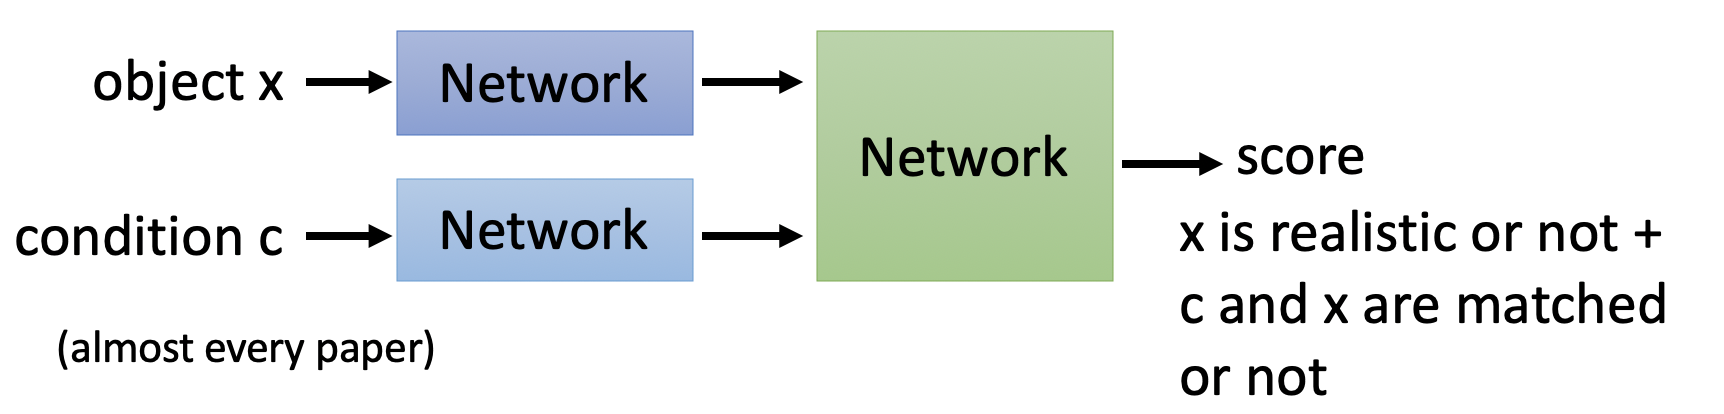 object x
Network
Network
score
condition c
Network
x is realistic or not +
c and x are matched
or not
(almost every paper)